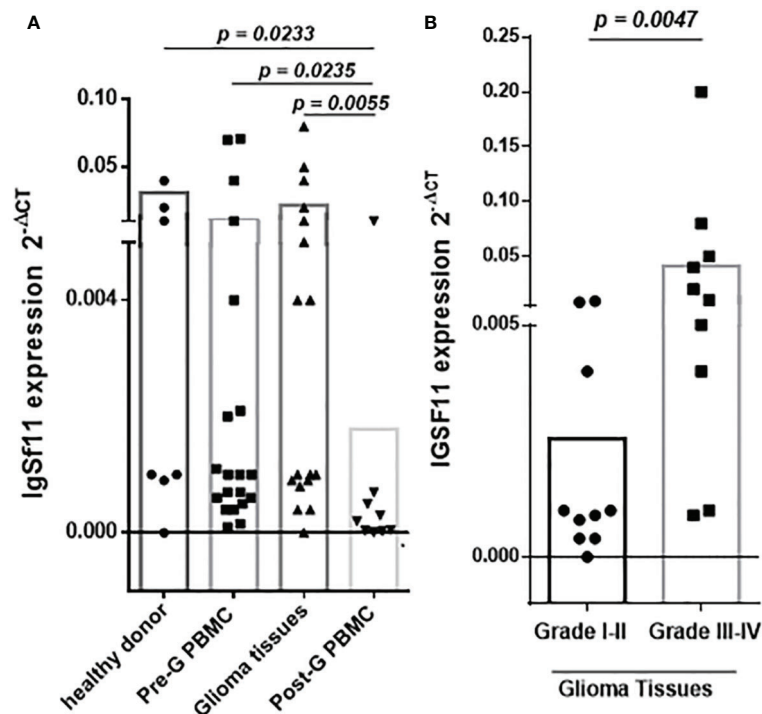 A
p = 0.0233
p = 0.0235
p = 0.0055
0.10
0.05
0.004
0.000
IgSf11 expression 2^-ΔCT
healthy donor
Pre-G PBMC
Glioma tissues
Post-G PBMC
B
p = 0.0047
0.25
0.20
0.15
0.10
0.05
0.005
0.000
IGSF11 expression 2^-ΔCT
Grade I-II
Grade III-IV
Glioma Tissues